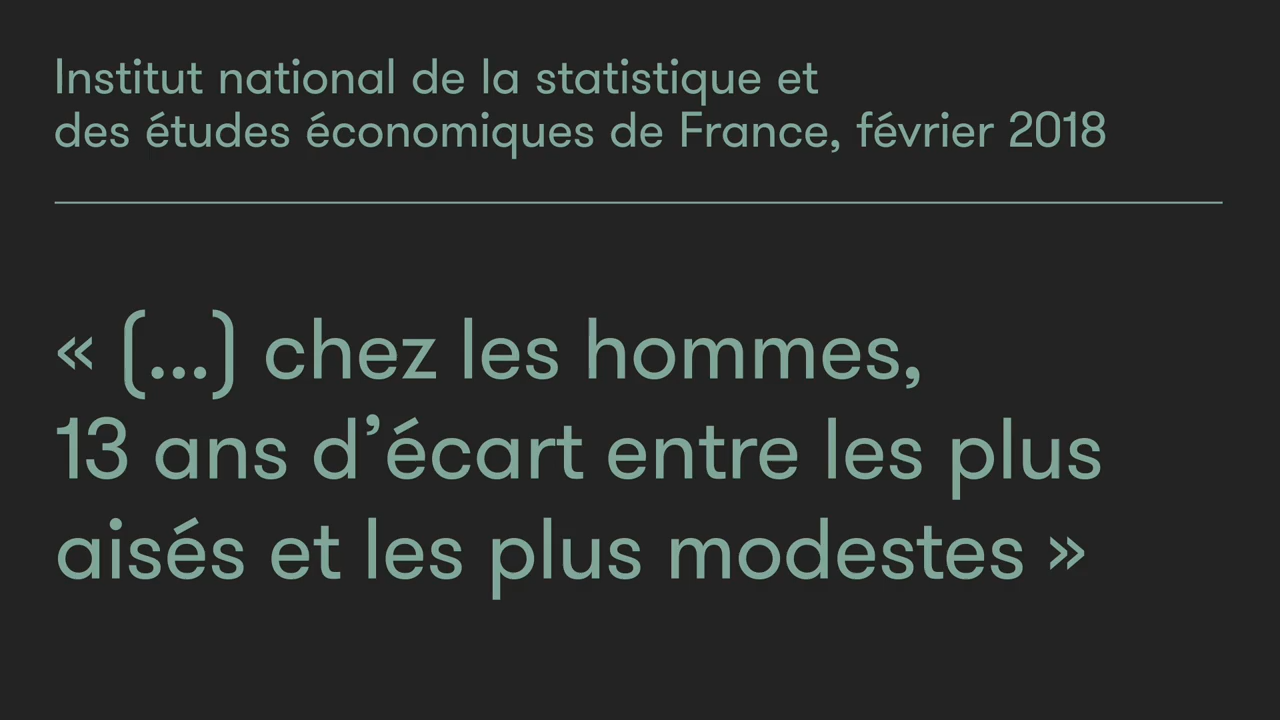 Institut national de la statistique et
des études économiques de France, février 2018
« (...) chez les hommes,
13 ans d’écart entre les plus
aisés et les plus modestes »